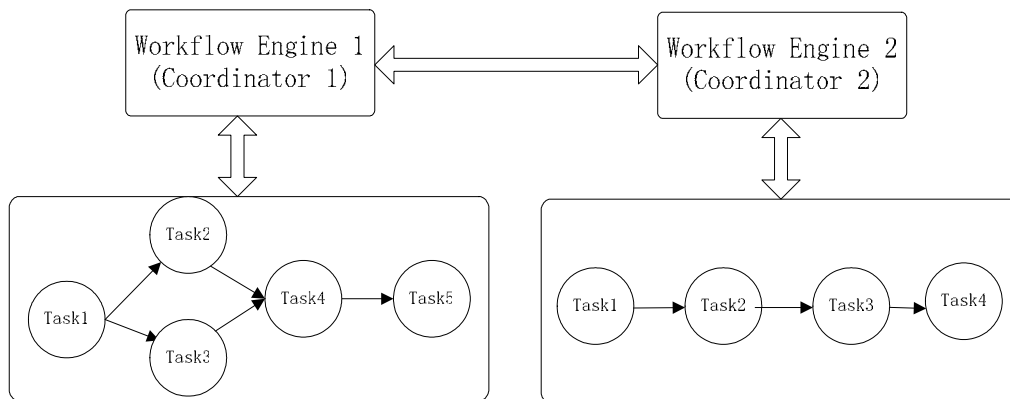 Workflow Engine 1
(Coordinator 1)
Workflow Engine 2
(Coordinator 2)
Task2
Task1
Task4
Task5
Task3
Task1
Task2
Task3
Task4